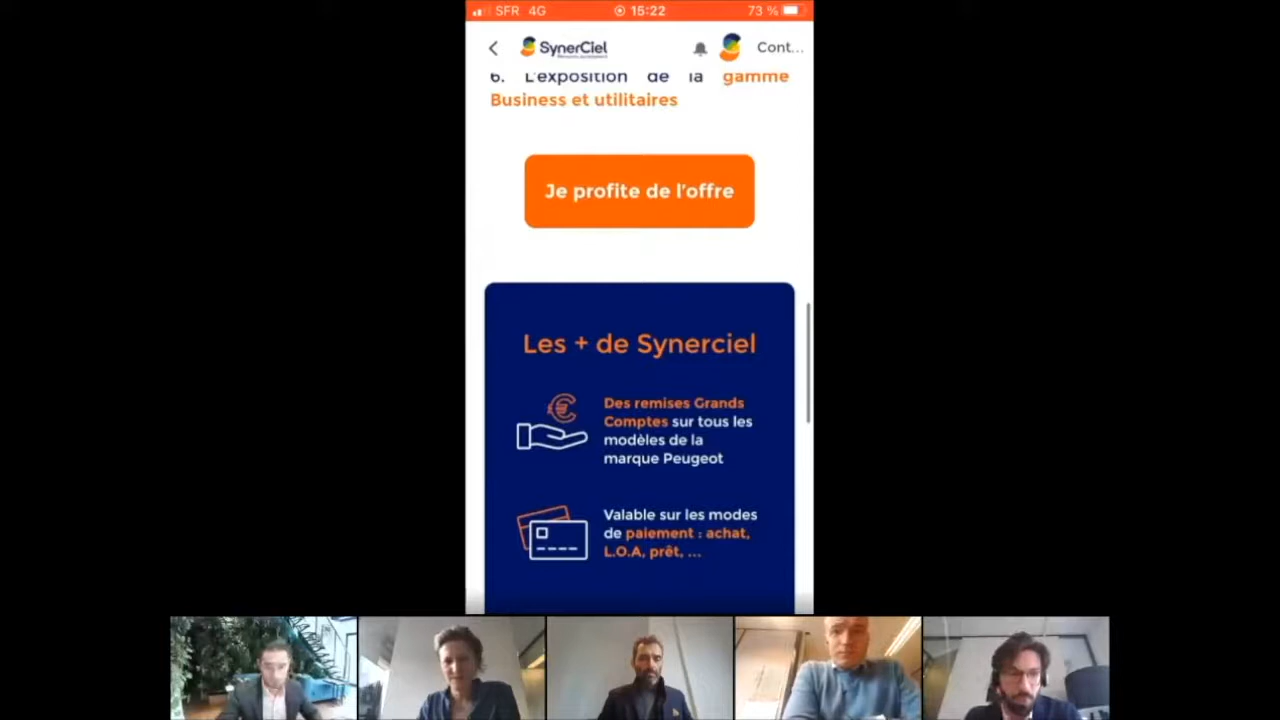 SFR 4G 15:22 73 %
SynerCiel Cont...
6. L'exposition de la gamme
Business et utilitaires
Je profite de l'offre
Les + de Synerciel
Des remises Grands
Comptes sur tous les
modèles de la
marque Peugeot
Valable sur les modes
de paiement : achat,
L.O.A, prêt, ...